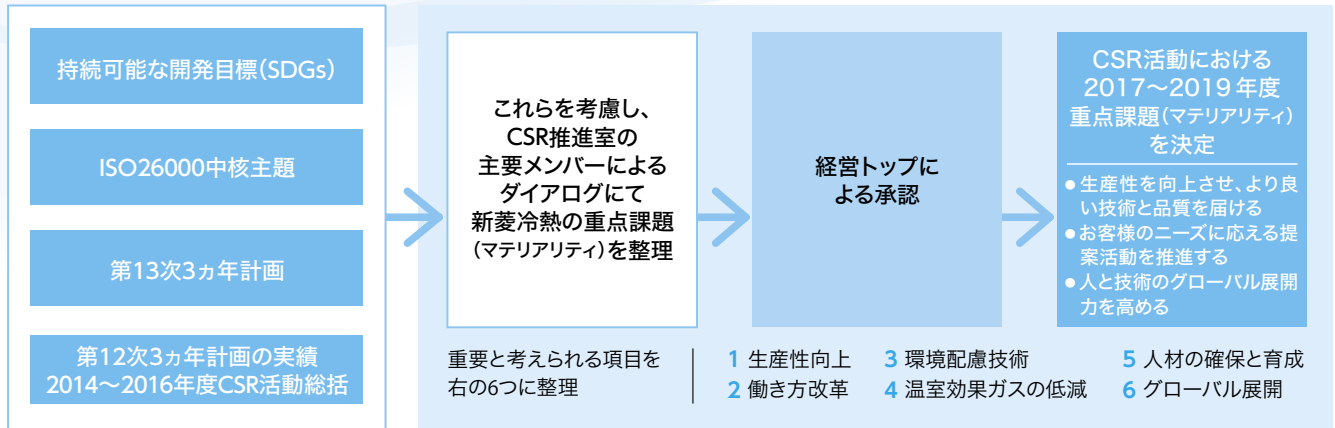 持続可能な開発目標(SDGs)
ISO26000中核主題
第13次3ヵ年計画
第12次3ヵ年計画の実績
2014〜2016年度CSR活動総括
これらを考慮し、
CSR推進室の
主要メンバーによる
ダイアログにて
新菱冷熱の重点課題
(マテリアリティ)を整理
経営トップに
よる承認
CSR活動における
2017〜2019年度
重点課題(マテリアリティ)
を決定
●生産性を向上させ、より良
い技術と品質を届ける
●お客様のニーズに応える提
案活動を推進する
●人と技術のグローバル展開
力を高める
重要と考えられる項目を
右の6つに整理
1 生産性向上
2 働き方改革
3 環境配慮技術
4 温室効果ガスの低減
5 人材の確保と育成
6 グローバル展開